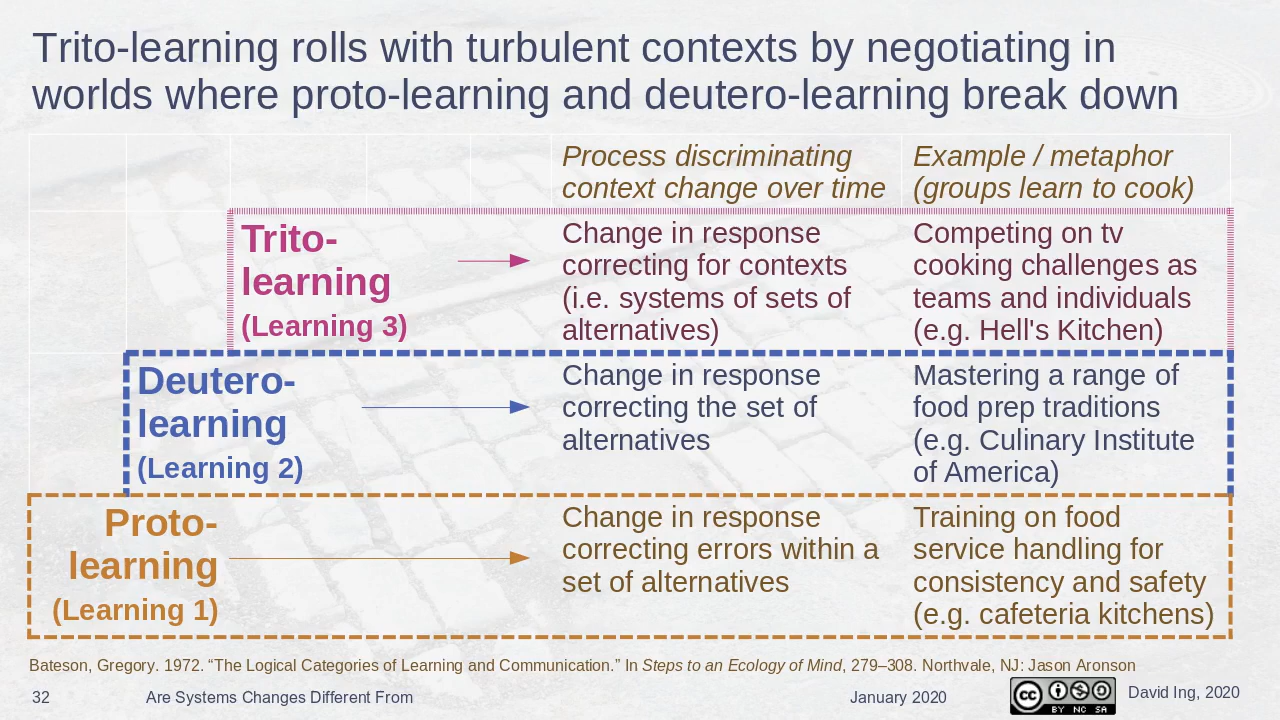 Trito-learning rolls with turbulent contexts by negotiating in
worlds where proto-learning and deutero-learning break down
Process discriminating
context change over time
Example / metaphor
(groups learn to cook)
Trito-
learning
(Learning 3)
Change in response
correcting for contexts
(i.e. systems of sets of
alternatives)
Competing on tv
cooking challenges as
teams and individuals
(e.g. Hell's Kitchen)
Deutero-
learning
(Learning 2)
Change in response
correcting the set of
alternatives
Mastering a range of
food prep traditions
(e.g. Culinary Institute
of America)
Proto-
learning
(Learning 1)
Change in response
correcting errors within a
set of alternatives
Training on food
service handling for
consistency and safety
(e.g. cafeteria kitchens)
Bateson, Gregory. 1972. “The Logical Categories of Learning and Communication.” In Steps to an Ecology of Mind, 279–308. Northvale, NJ: Jason Aronson
32
Are Systems Changes Different From
January 2020
cc
BY NC SA
David Ing, 2020